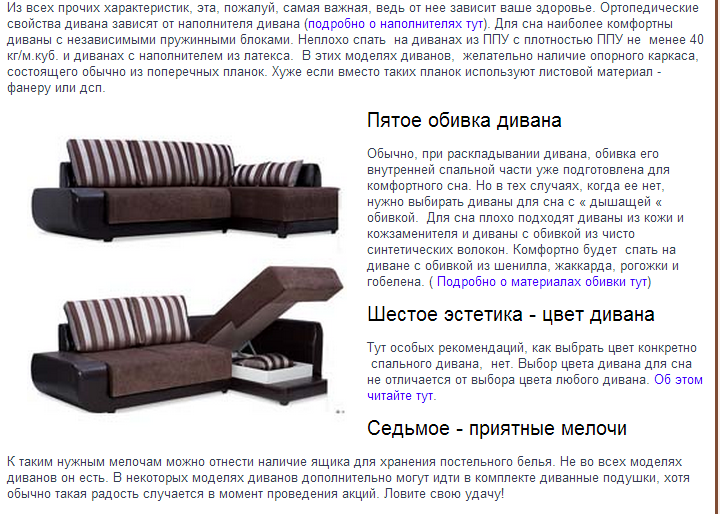 Из всех прочих характеристик, эта, пожалуй, самая важная, ведь от нее зависит ваше здоровье. Ортопедические
свойства дивана зависят от наполнителя дивана (подробно о наполнителях тут). Для сна наиболее комфортны
диваны с независимыми пружинными блоками. Неплохо спать  на диванах из ППУ с плотностью ППУ не  менее 40
кг/м.куб. и диванах с наполнителем из латекса.  В этих моделях диванов,  желательно наличие опорного каркаса,
состоящего обычно из поперечных планок. Хуже если вместо таких планок используют листовой материал -
фанеру или дсп.
Пятое обивка дивана
Обычно, при раскладывании дивана, обивка его
внутренней спальной части уже подготовлена для
комфортного сна. Но в тех случаях, когда ее нет,
нужно выбирать диваны для сна с « дышащей «
обивкой.  Для сна плохо подходят диваны из кожи и
кожзаменителя и диваны с обивкой из чисто
синтетических волокон. Комфортно будет  спать на
диване с обивкой из шенилла, жаккарда, рогожки и
гобелена. ( Подробно о материалах обивки тут)
Шестое эстетика - цвет дивана
Тут особых рекомендаций, как выбрать цвет конкретно
спального дивана,  нет. Выбор цвета дивана для сна
не отличается от выбора цвета любого дивана. Об этом
читайте тут.
Седьмое - приятные мелочи
К таким нужным мелочам можно отнести наличие ящика для хранения постельного белья. Не во всех моделях
диванов он есть. В некоторых моделях диванов дополнительно могут идти в комплекте диванные подушки, хотя
обычно такая радость случается в момент проведения акций. Ловите свою удачу!